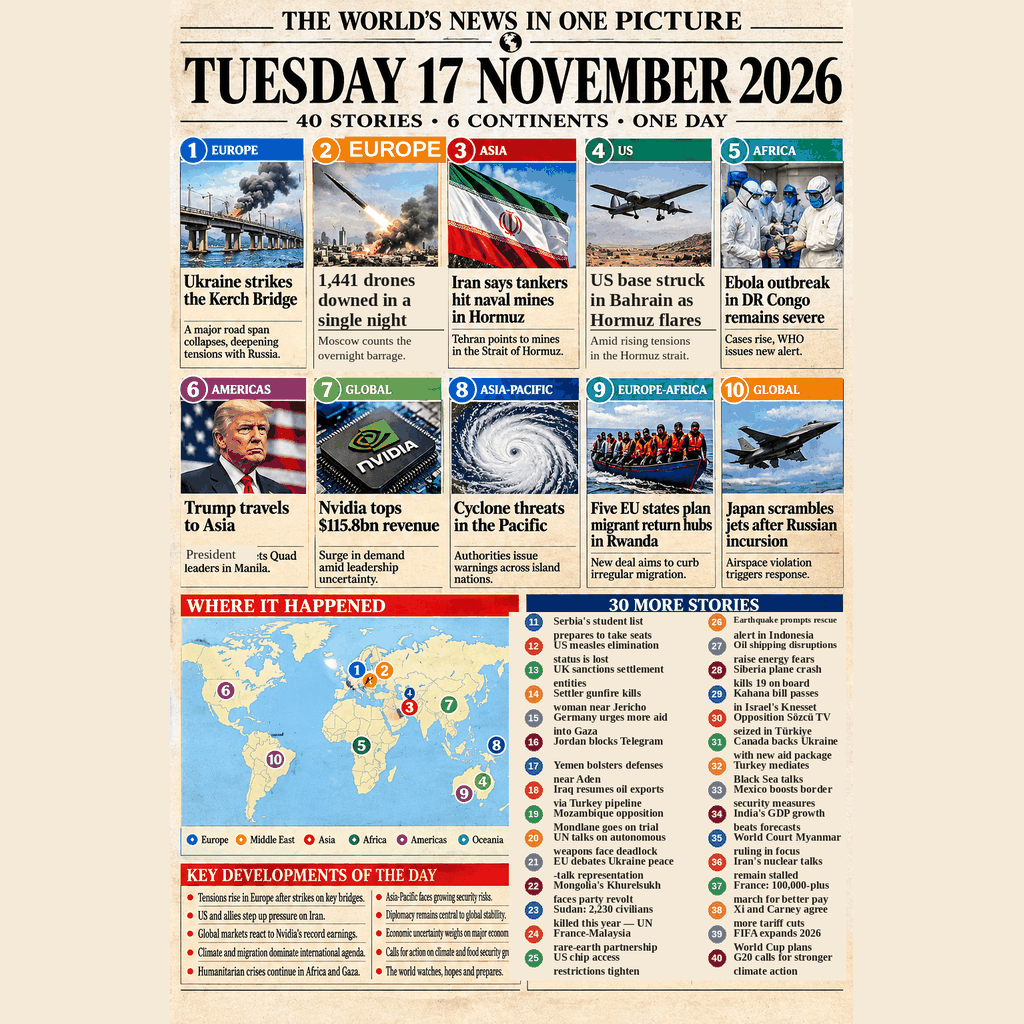 THE WORLD'S NEWS IN ONE PICTURE
TUESDAY 17 NOVEMBER 2026
40 STORIES • 6 CONTINENTS • ONE DAY
1 EUROPE
Ukraine strikes
the Kerch Bridge
A major road span
collapses, deepening
tensions with Russia.
2 EUROPE
1,441 drones
downed in a
single night
Moscow counts the
overnight barrage.
3 ASIA
Iran says tankers
hit naval mines
in Hormuz
Tehran points to mines
in the Strait of Hormuz.
4 US
US base struck
in Bahrain as
Hormuz flares
Amid rising tensions
in the Hormuz strait.
5 AFRICA
Ebola outbreak
in DR Congo
remains severe
Cases rise, WHO
issues new alert.
6 AMERICAS
Trump travels
to Asia
President ets Quad
leaders in Manila.
7 GLOBAL
NVIDIA
Nvidia tops
$115.8bn revenue
Surge in demand
amid leadership
uncertainty.
8 ASIA-PACIFIC
Cyclone threats
in the Pacific
Authorities issue
warnings across island
nations.
9 EUROPE-AFRICA
Five EU states plan
migrant return hubs
in Rwanda
New deal aims to curb
irregular migration.
10 GLOBAL
Japan scrambles
jets after Russian
incursion
Airspace violation
triggers response.
WHERE IT HAPPENED
1
2
6
4
3
7
5
8
10
4
9
Europe
Middle East
Asia
Africa
Americas
Oceania
KEY DEVELOPMENTS OF THE DAY
Tensions rise in Europe after strikes on key bridges.
US and allies step up pressure on Iran.
Global markets react to Nvidia's record earnings.
Climate and migration dominate international agenda.
Humanitarian crises continue in Africa and Gaza.
Asia-Pacific faces growing security risks.
Diplomacy remains central to global stability.
Economic uncertainty weighs on major econom
Calls for action on climate and food security gr
The world watches, hopes and prepares.
30 MORE STORIES
11 Serbia's student list
prepares to take seats
12 US measles elimination
status is lost
13 UK sanctions settlement
entities
14 Settler gunfire kills
woman near Jericho
15 Germany urges more aid
into Gaza
16 Jordan blocks Telegram
17 Yemen bolsters defenses
near Aden
18 Iraq resumes oil exports
via Turkey pipeline
19 Mozambique opposition
Mondlane goes on trial
20 UN talks on autonomous
weapons face deadlock
21 EU debates Ukraine peace
-talk representation
22 Mongolia's Khurelsukh
faces party revolt
23 Sudan: 2,230 civilians
killed this year — UN
24 France-Malaysia
rare-earth partnership
25 US chip access
restrictions tighten
26 Earthquake prompts rescue
alert in Indonesia
27 Oil shipping disruptions
raise energy fears
28 Siberia plane crash
kills 19 on board
29 Kahana bill passes
in Israel's Knesset
30 Opposition Sözcü TV
seized in Türkiye
31 Canada backs Ukraine
with new aid package
32 Turkey mediates
Black Sea talks
33 Mexico boosts border
security measures
34 India's GDP growth
beats forecasts
35 World Court Myanmar
ruling in focus
36 Iran's nuclear talks
remain stalled
37 France: 100,000-plus
march for better pay
38 Xi and Carney agree
more tariff cuts
39 FIFA expands 2026
World Cup plans
40 G20 calls for stronger
climate action